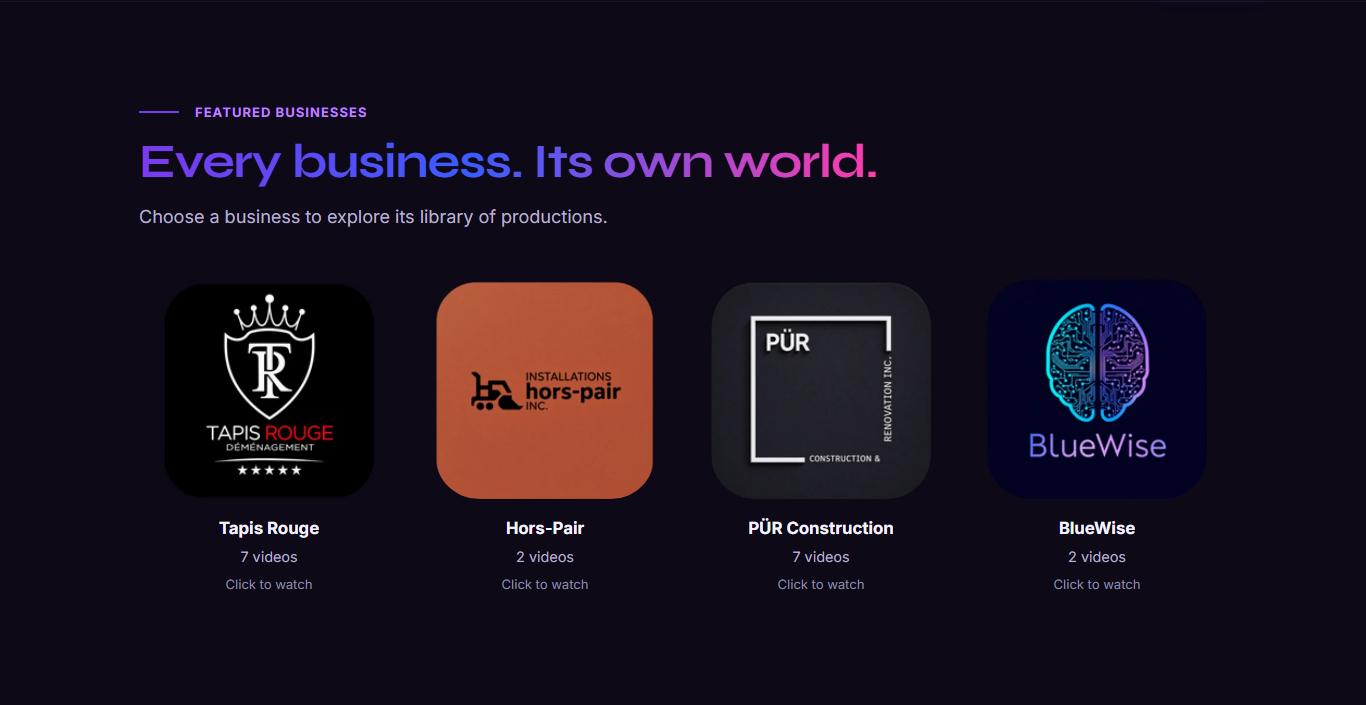 FEATURED BUSINESSES
Every business. Its own world.
Choose a business to explore its library of productions.
TR
TAPIS ROUGE
DÉMÉNAGEMENT
Tapis Rouge
7 videos
Click to watch
INSTALLATIONS
hors-pair
INC.
Hors-Pair
2 videos
Click to watch
PÜR
RENOVATION INC.
CONSTRUCTION &
PÜR Construction
7 videos
Click to watch
BlueWise
BlueWise
2 videos
Click to watch